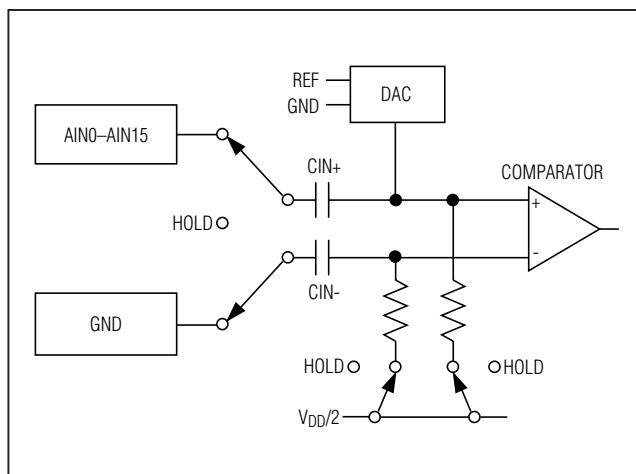 REF
GND
DAC
AIN0–AIN15
CIN+
COMPARATOR
+
HOLD
-
CIN-
GND
HOLD
HOLD
VDD/2